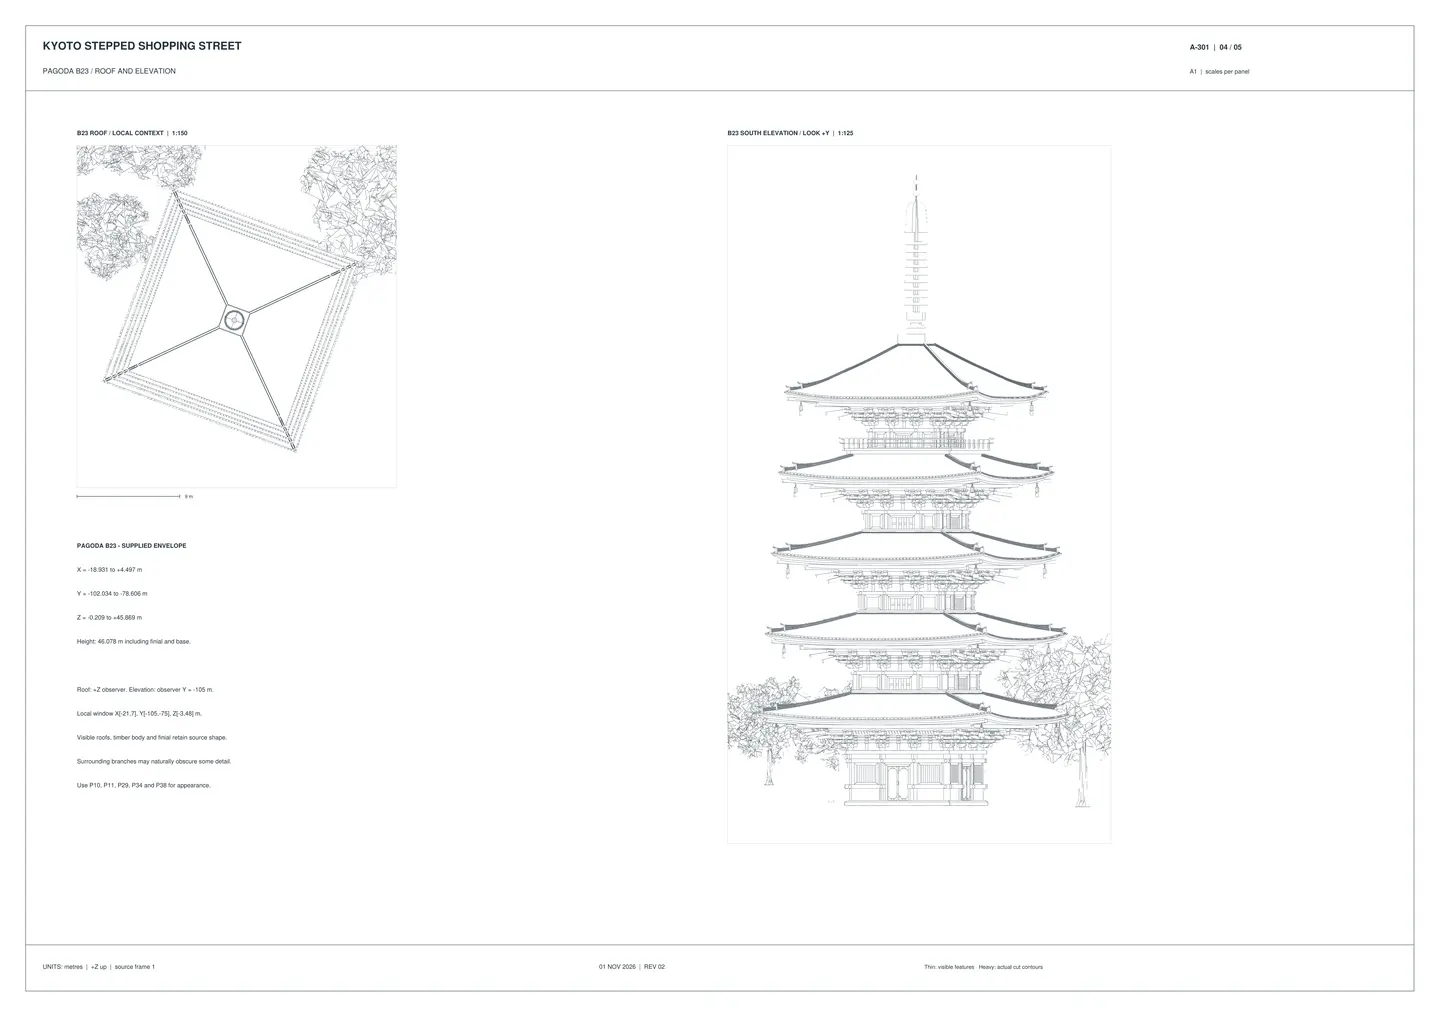 KYOTO STEPPED SHOPPING STREET
A-301 | 04 / 05
PAGODA B23 / ROOF AND ELEVATION
A1 | scales per panel
B23 ROOF / LOCAL CONTEXT | 1:150
B23 SOUTH ELEVATION / LOOK +Y | 1:125
9 m
PAGODA B23 - SUPPLIED ENVELOPE
X = -18.931 to +4.497 m
Y = -102.034 to -78.606 m
Z = -0.209 to +45.869 m
Height: 46.078 m including finial and base.
Roof: +Z observer. Elevation: observer Y = -105 m.
Local window X[-21,7], Y[-105,-75], Z[-3,48] m.
Visible roofs, timber body and finial retain source shape.
Surrounding branches may naturally obscure some detail.
Use P10, P11, P29, P34 and P38 for appearance.
UNITS: metres | +Z up | source frame 1
01 NOV 2026 | REV 02
Thin: visible features Heavy: actual cut contours